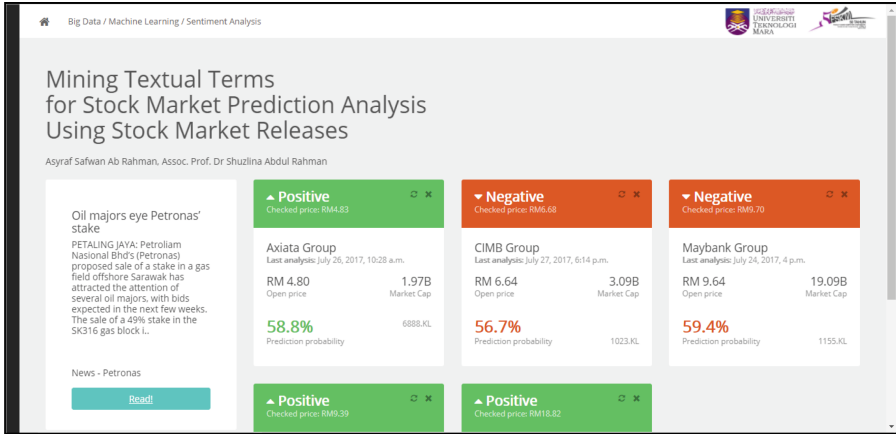 Big Data / Machine Learning / Sentiment Analysis
UNIVERSITI
TEKNOLOGI
MARA
Mining Textual Terms
for Stock Market Prediction Analysis
Using Stock Market Releases
Asyraf Safwan Ab Rahman, Assoc. Prof. Dr Shuzlina Abdul Rahman
Oil majors eye Petronas'
stake
PETALING JAYA: Petroliam
Nasional Bhd's (Petronas)
proposed sale of a stake in a gas
field offshore Sarawak has
attracted the attention of
several oil majors, with bids
expected in the next few weeks.
The sale of a 49% stake in the
SK316 gas block i..
News - Petronas
Read!
Positive
Checked price: RM4.83
Axiata Group
Last analysis: July 26, 2017, 10:28 a.m.
RM 4.80 1.97B
Open price Market Cap
58.8% 6888.KL
Prediction probability
Negative
Checked price: RM6.68
CIMB Group
Last analysis: July 27, 2017, 6:14 p.m.
RM 6.64 3.09B
Open price Market Cap
56.7%
Prediction probability 1023.KL
Negative
Checked price: RM9.70
Maybank Group
Last analysis: July 24, 2017, 4 p.m.
RM 9.64 19.09B
Open price Market Cap
59.4%
Prediction probability 1155.KL
Positive
Checked price: RM9.39
Positive
Checked price: RM18.82